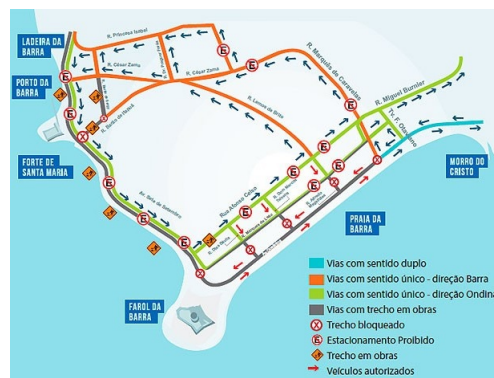 LADEIRA DA
BARRA
R. Princesa Isabel
R. César Zama
R. César Zama
PORTO DA
BARRA
R. Marquês de Caravelas
R. Lemos de Brito
R. Miguel Burnier
Tv. F. Otaviano
FORTE DE
SANTA MARIA
MORRO DO
CRISTO
Av. Sete de Setembro
Rua Afonso Celso
PRAIA DA
BARRA
FAROL DA
BARRA
Vias com sentido duplo
Vias com sentido único - direção Barra
Vias com sentido único - direção Ondina
Vias com trecho em obras
Trecho bloqueado
Estacionamento Proibido
Trecho em obras
Veículos autorizados